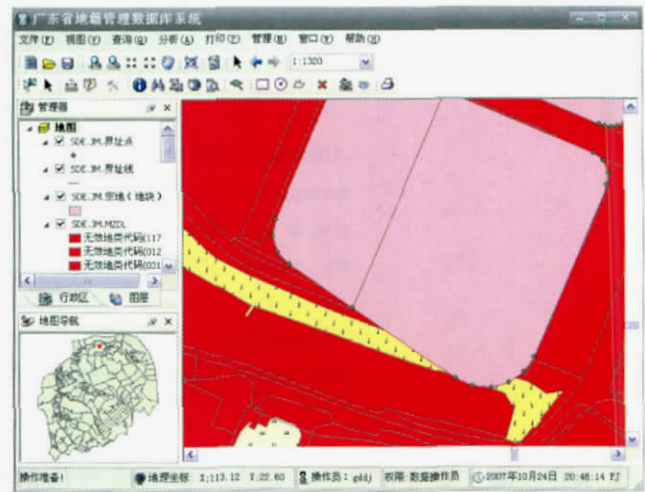 广东省地籍管理数据库系统
文件(F) 视图(V) 查询(Q) 分析(A) 打印(Z) 管理(M) 窗口(W) 帮助(H)
1:1320
管理器
地图
SDE.JM.界址点
SDE.JM.界址线
SDE.JM.宗地(地块)
SDE.JM.MZDL
无效地类代码(117
无效地类代码(012
无效地类代码(031
行政区 图层
地图导航
操作准备! 地理坐标: X:113.12 Y:22.60 操作员: gddj 权限:数据操作员 2007年10月24日 20:46:14